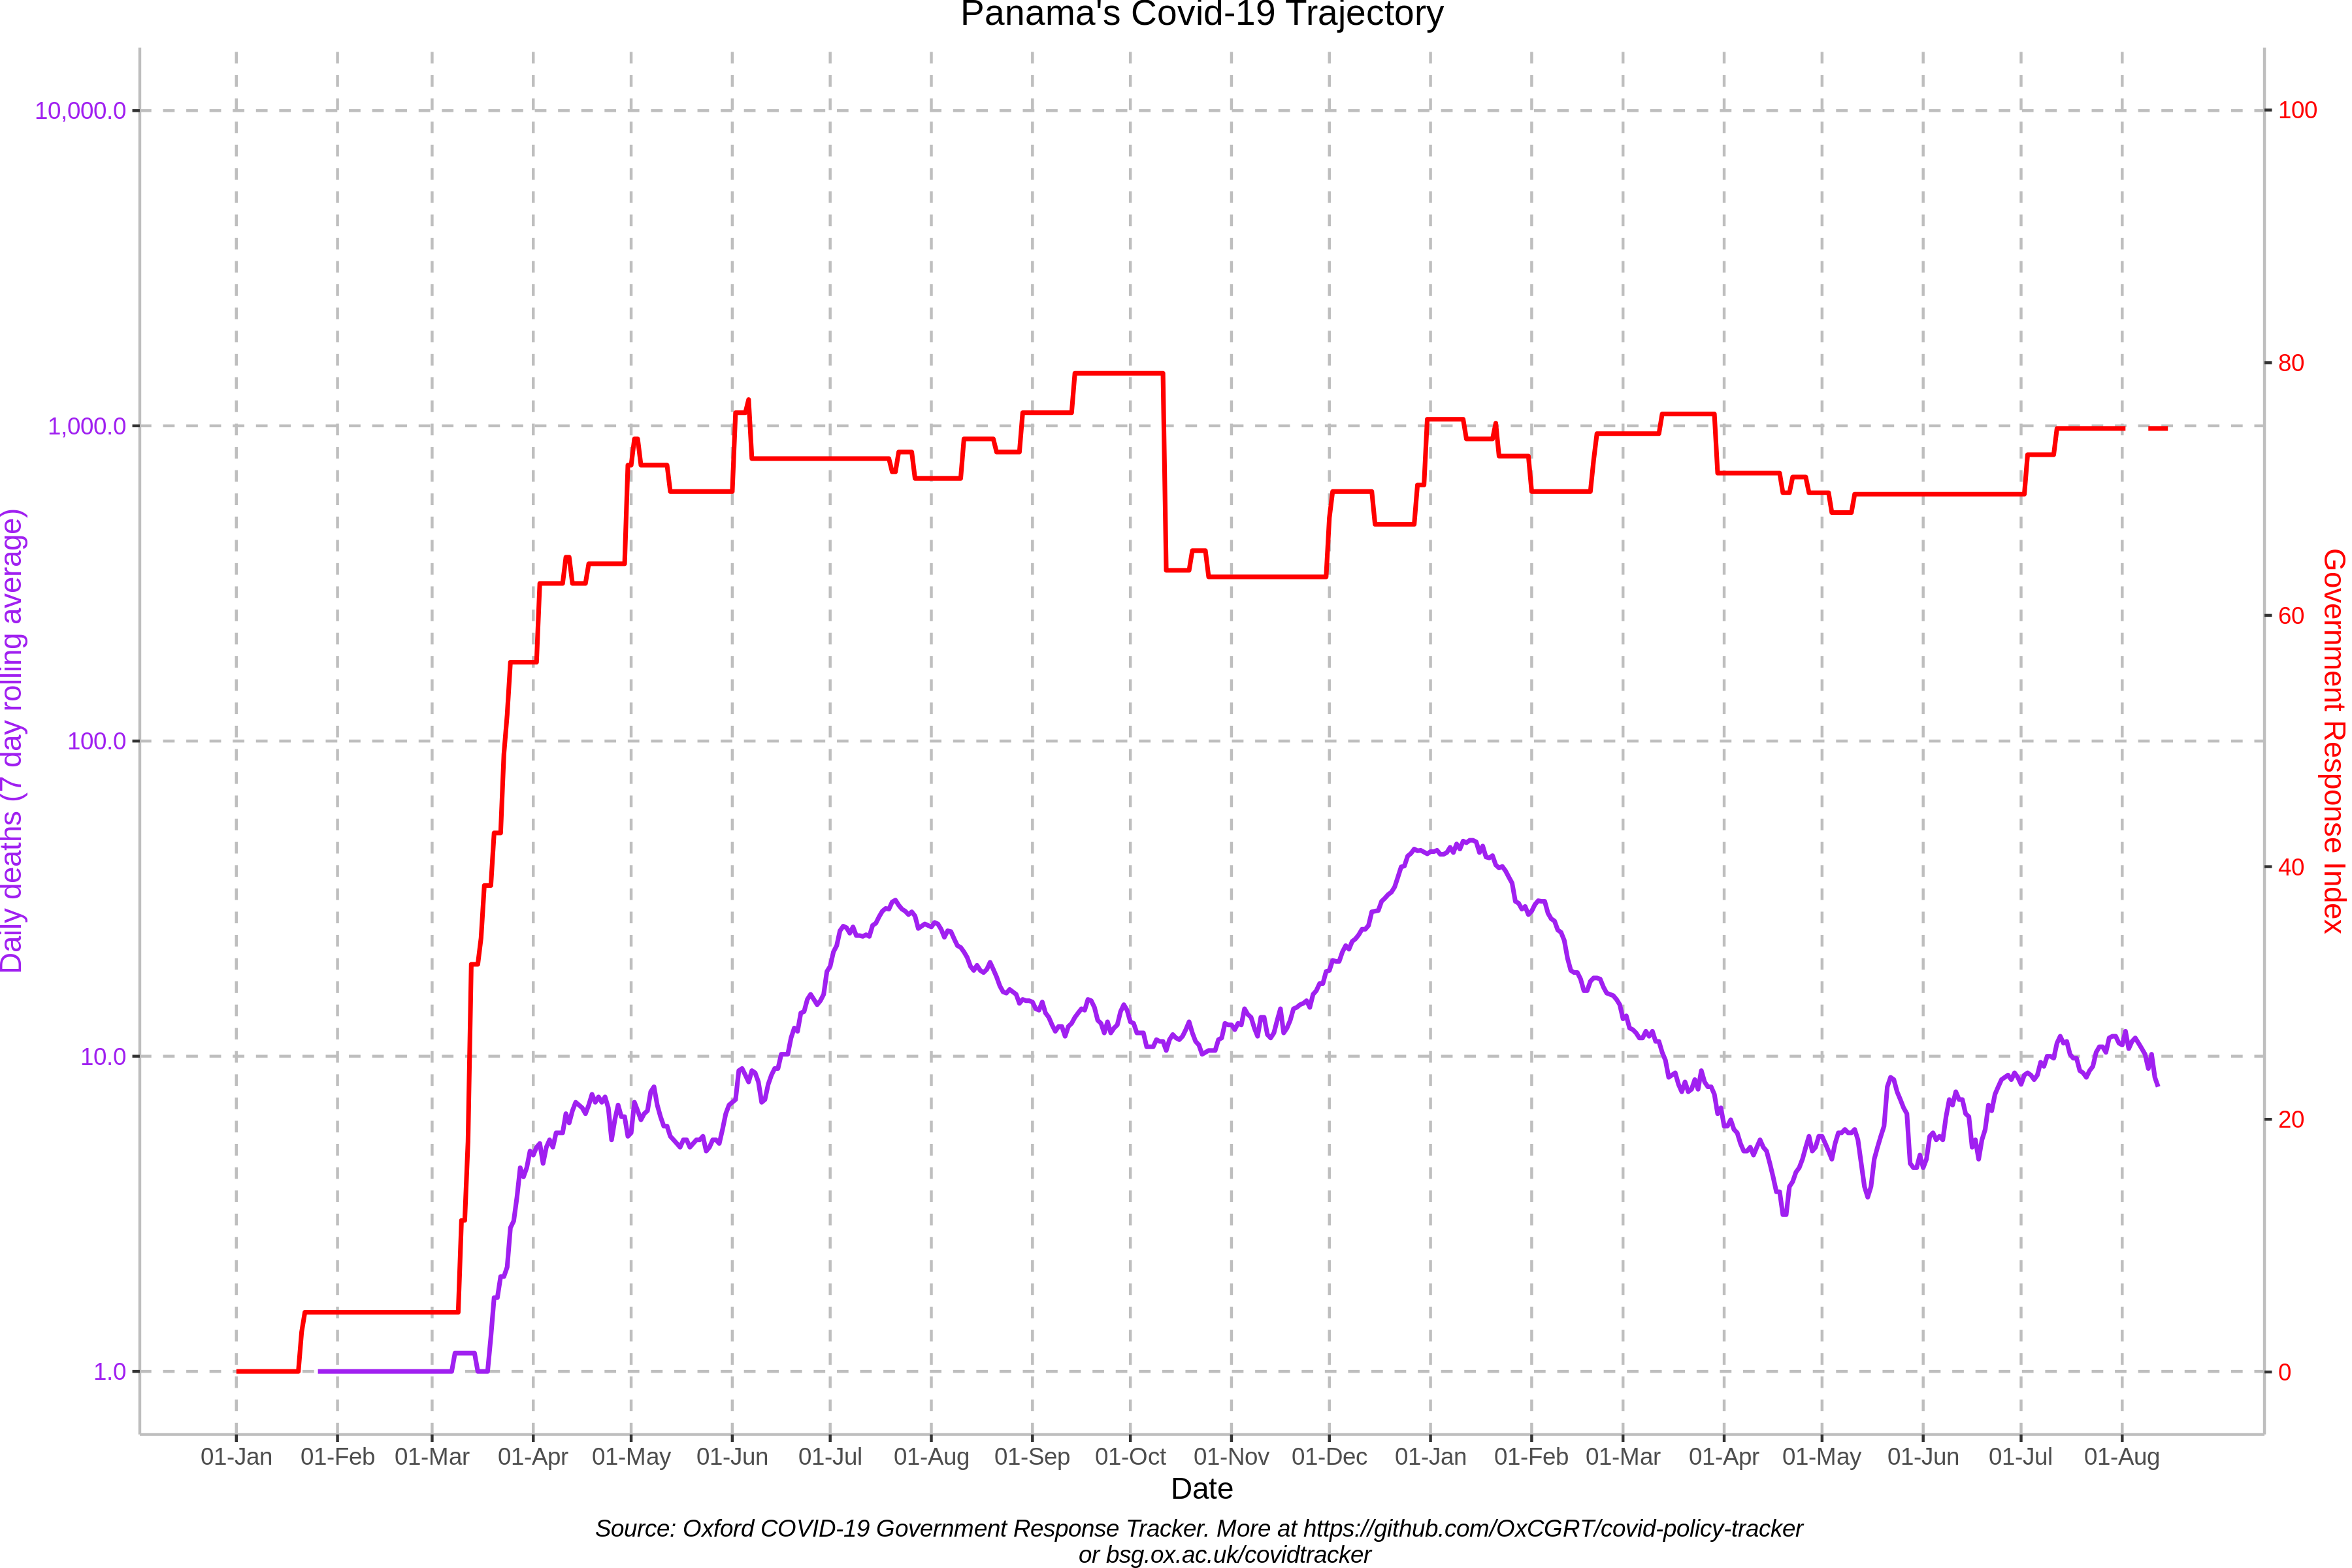 Panama's Covid-19 Trajectory
Daily deaths (7 day rolling average)
10,000.0
1,000.0
100.0
10.0
1.0
100
80
60
40
20
0
Government Response Index
01-Jan 01-Feb 01-Mar 01-Apr 01-May 01-Jun 01-Jul 01-Aug 01-Sep 01-Oct 01-Nov 01-Dec 01-Jan 01-Feb 01-Mar 01-Apr 01-May 01-Jun 01-Jul 01-Aug
Date
Source: Oxford COVID-19 Government Response Tracker. More at https://github.com/OxCGRT/covid-policy-tracker
or bsg.ox.ac.uk/covidtracker